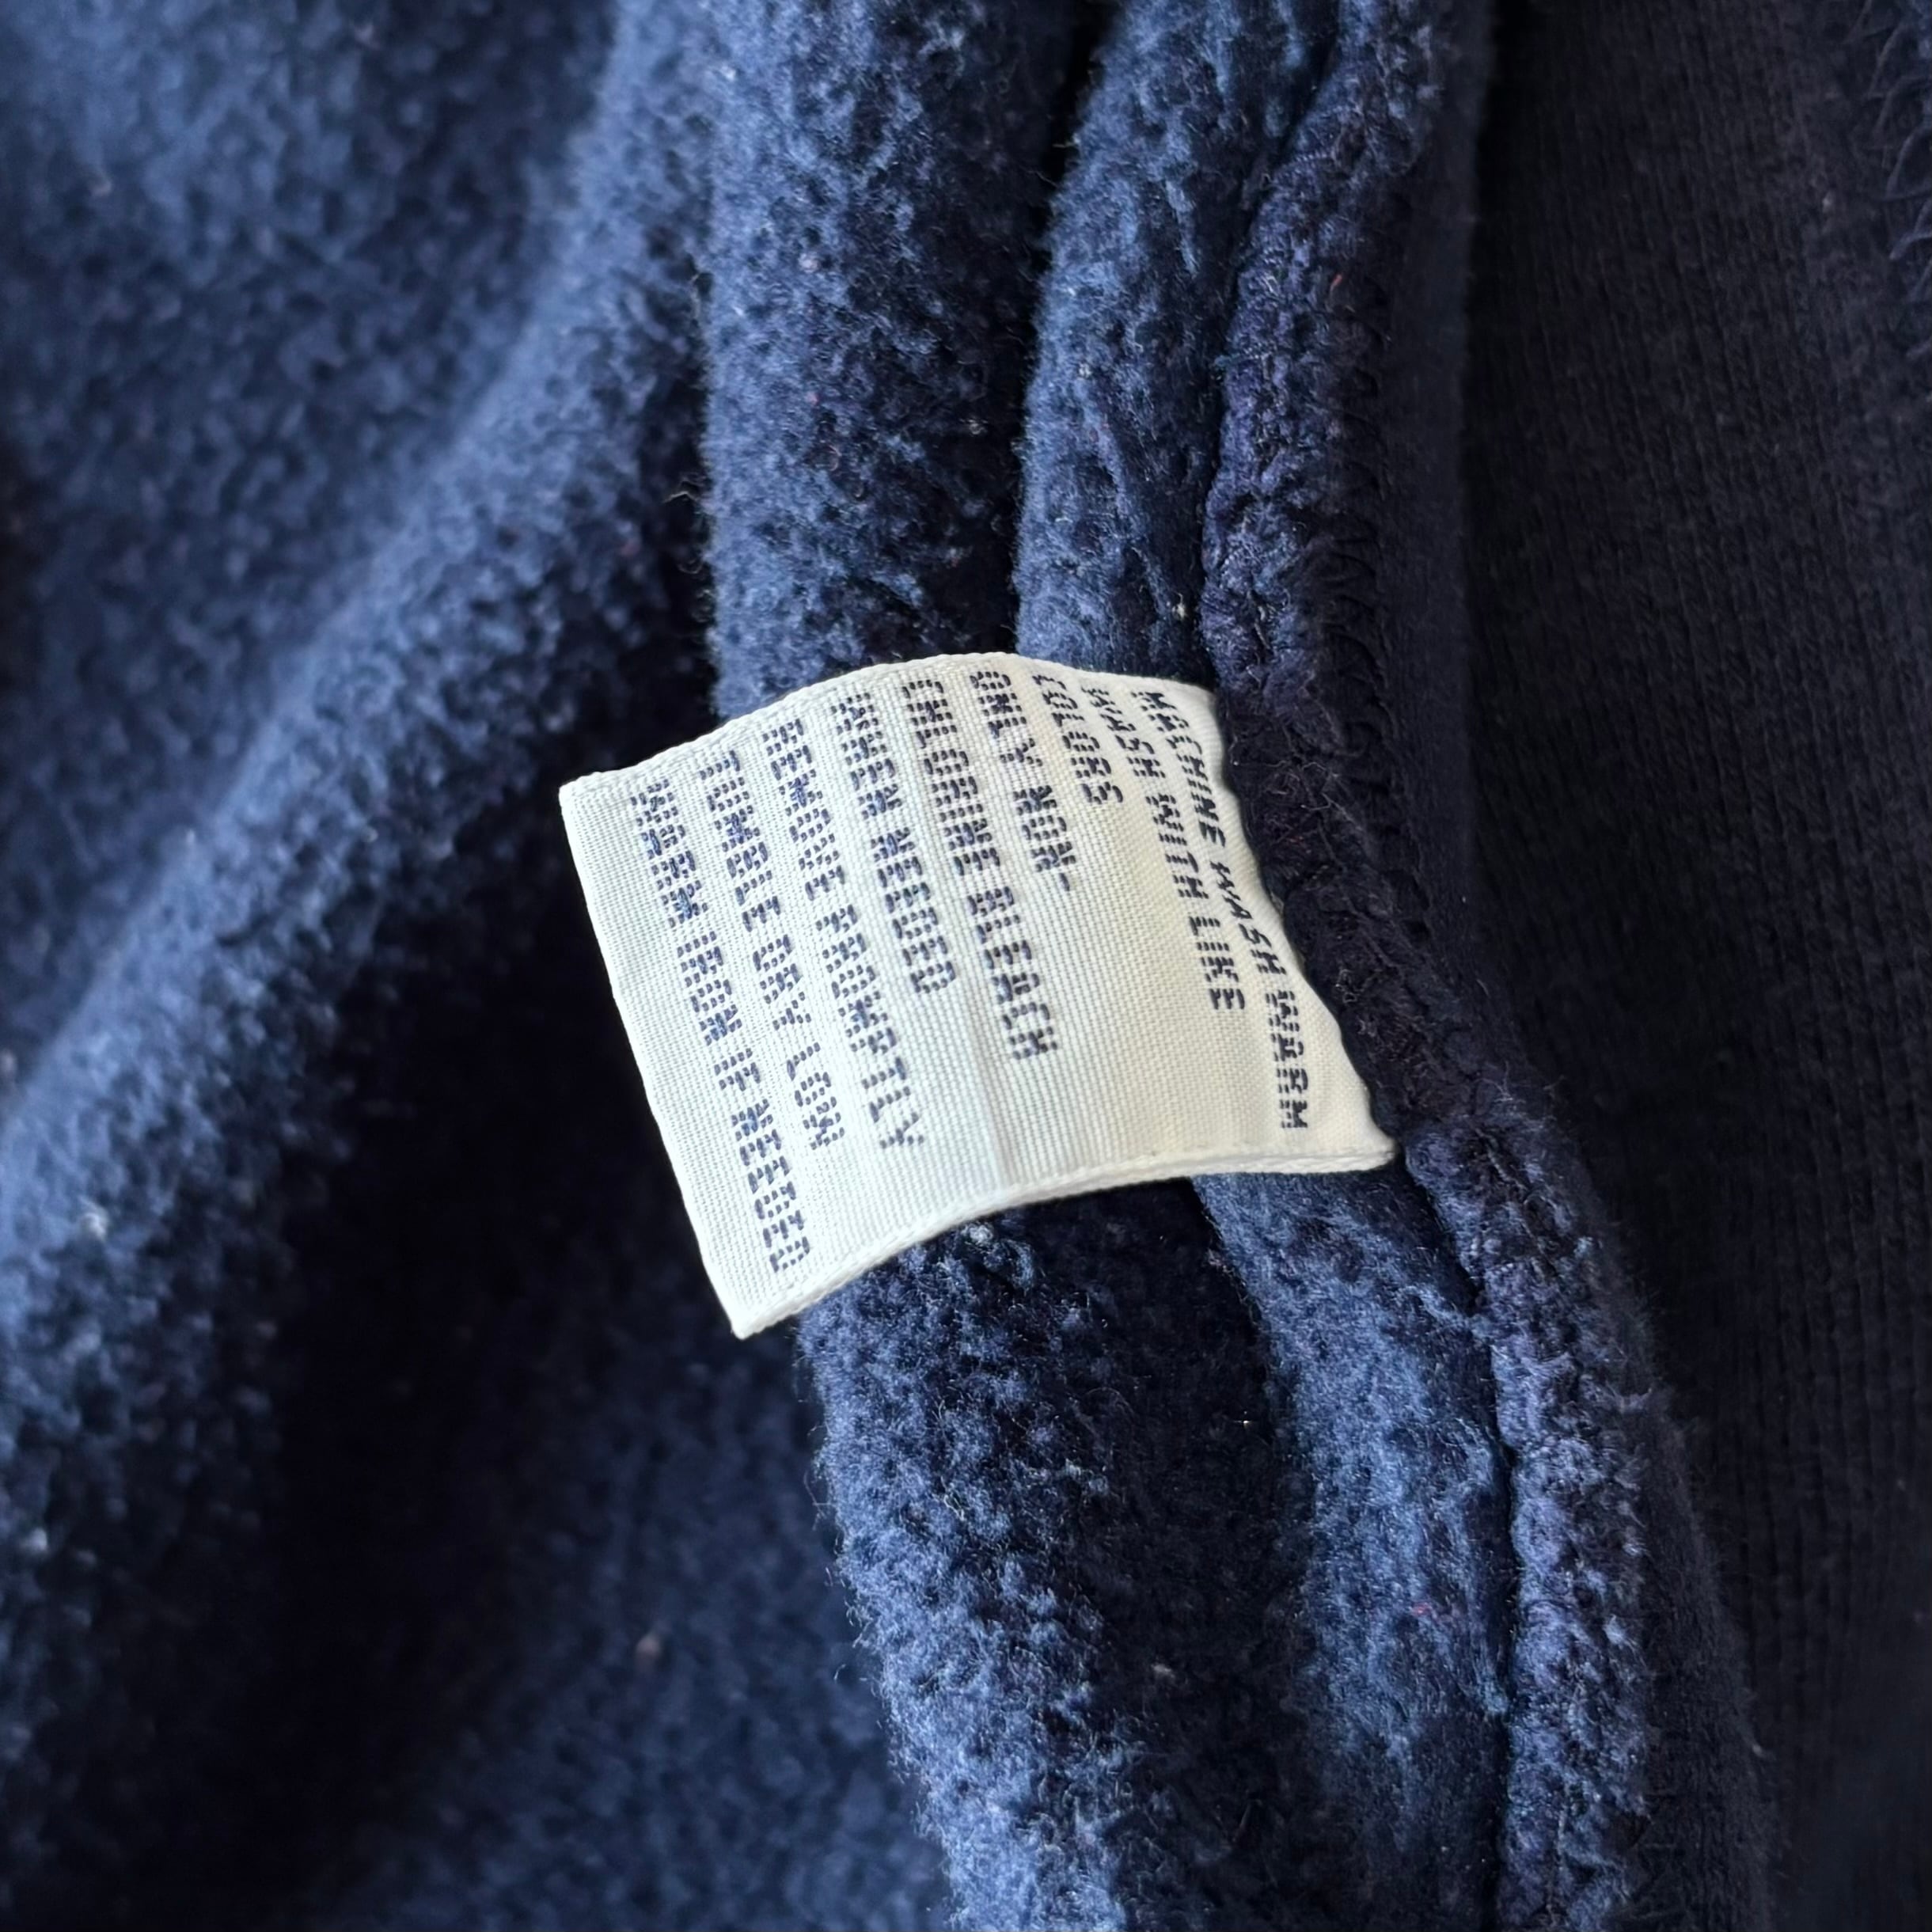 MACHINE WASH WARM
WASH WITH LIKE
COLORS
ONLY NON-
CHLORINE BLEACH
WHEN NEEDED
REMOVE PROMPTLY
TUMBLE DRY LOW
WARM IRON IF NEEDED